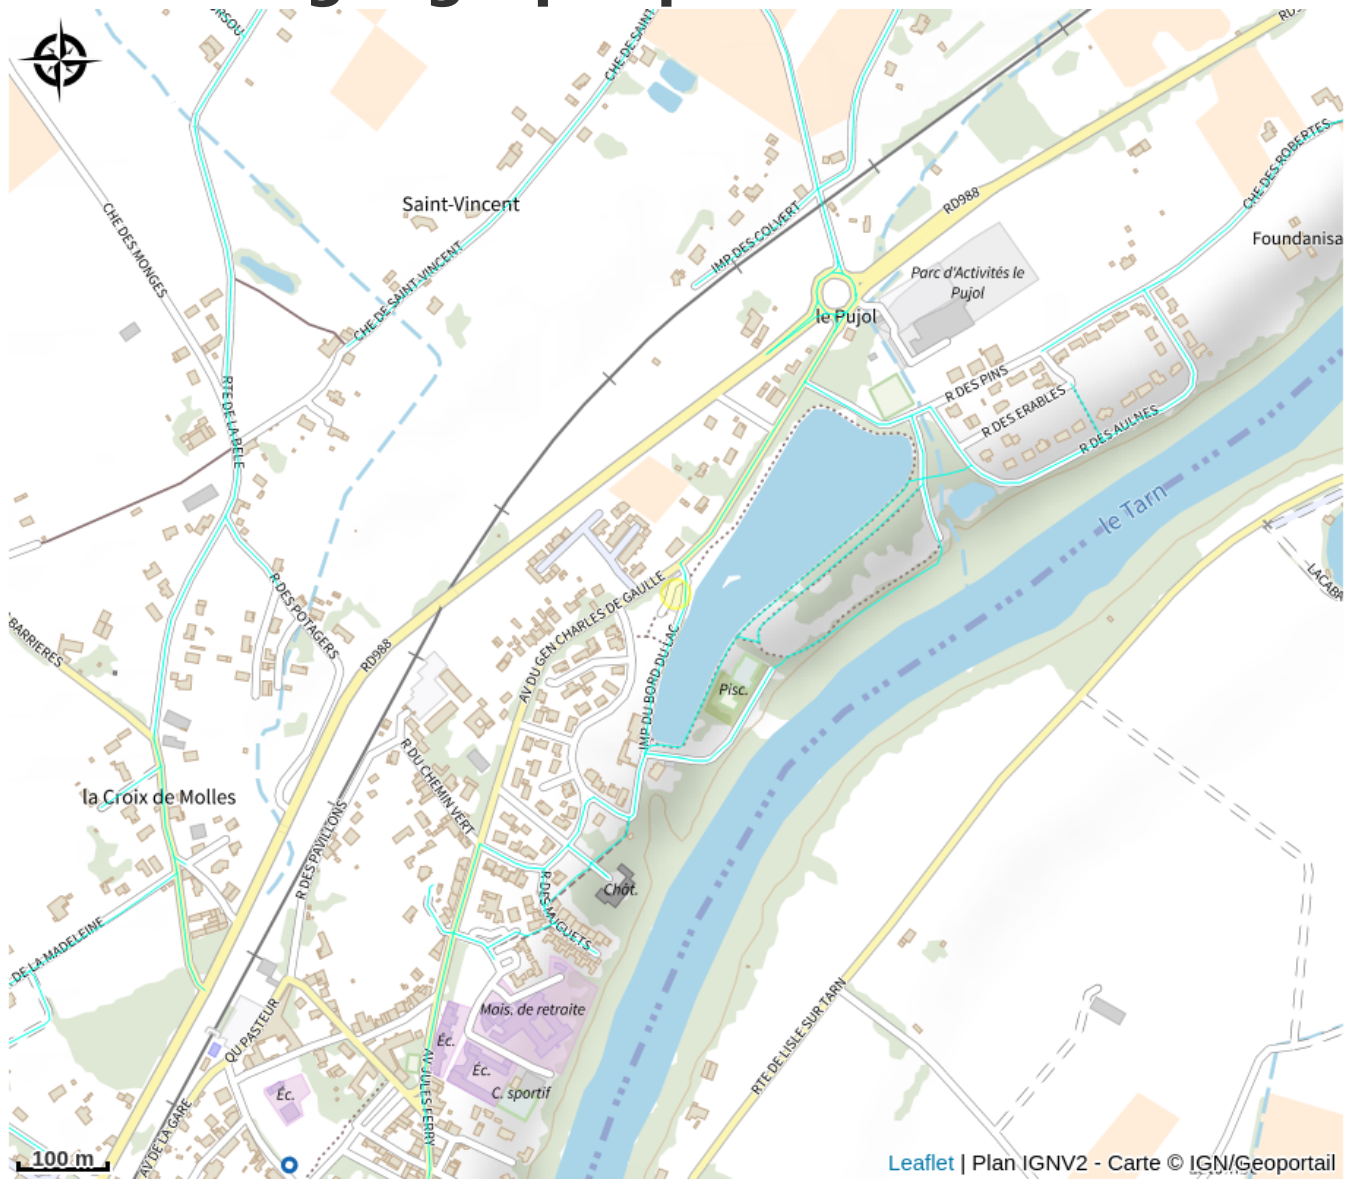 CHE DE SAINT
RD988
CHE DES ROBERTES
Saint-Vincent
CHE DES MONGES
IMP DES COLVERT
Foundanisa
CHE DE SAINT-VINCENT
Parc d'Activités le
Pujol
le Pujol
RTE DE LA BELE
R DES PINS
R DES ERABLES
R DES AULNES
le Tarn
LACABA
R DES POTAGERS
AV DU GEN CHARLES DE GAULLE
BARRIERES
RD988
IMP DU BORD DU LAC
Pisc.
R DU CHEMIN VERT
la Croix de Molles
R DES PAVILLONS
Chât.
R DES MUGUETS
DE LA MADELEINE
Mais. de retraite
RTE DE LISLE SUR TARN
QU PASTEUR
Éc.
Éc.
Éc.
C. sportif
AV JULES FERRY
AV DE LA GARE
100 m
Leaflet | Plan IGNV2 - Carte © IGN/Geoportail